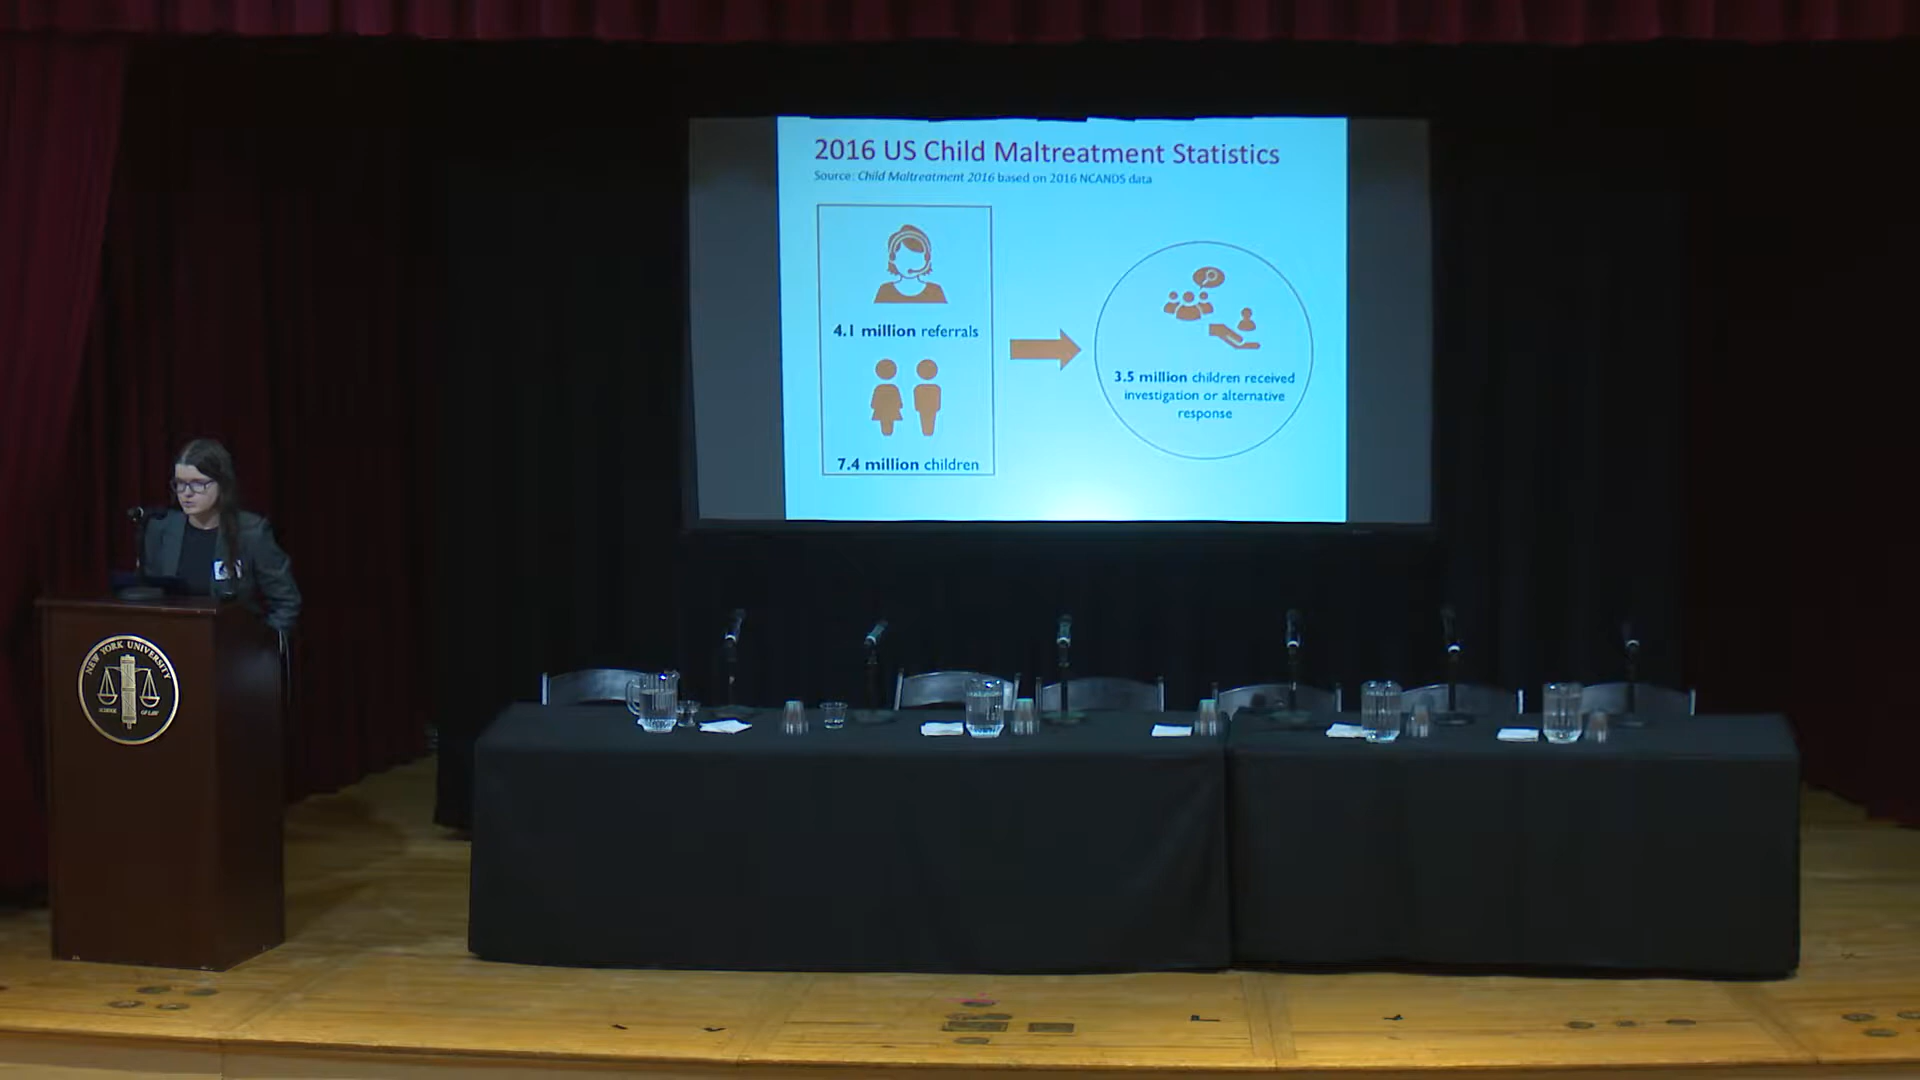 2016 US Child Maltreatment Statistics
Source: Child Maltreatment 2016 based on 2016 NCANDS data
4.1 million referrals
7.4 million children
3.5 million children received
investigation or alternative
response
NEW YORK UNIVERSITY
SCHOOL OF LAW